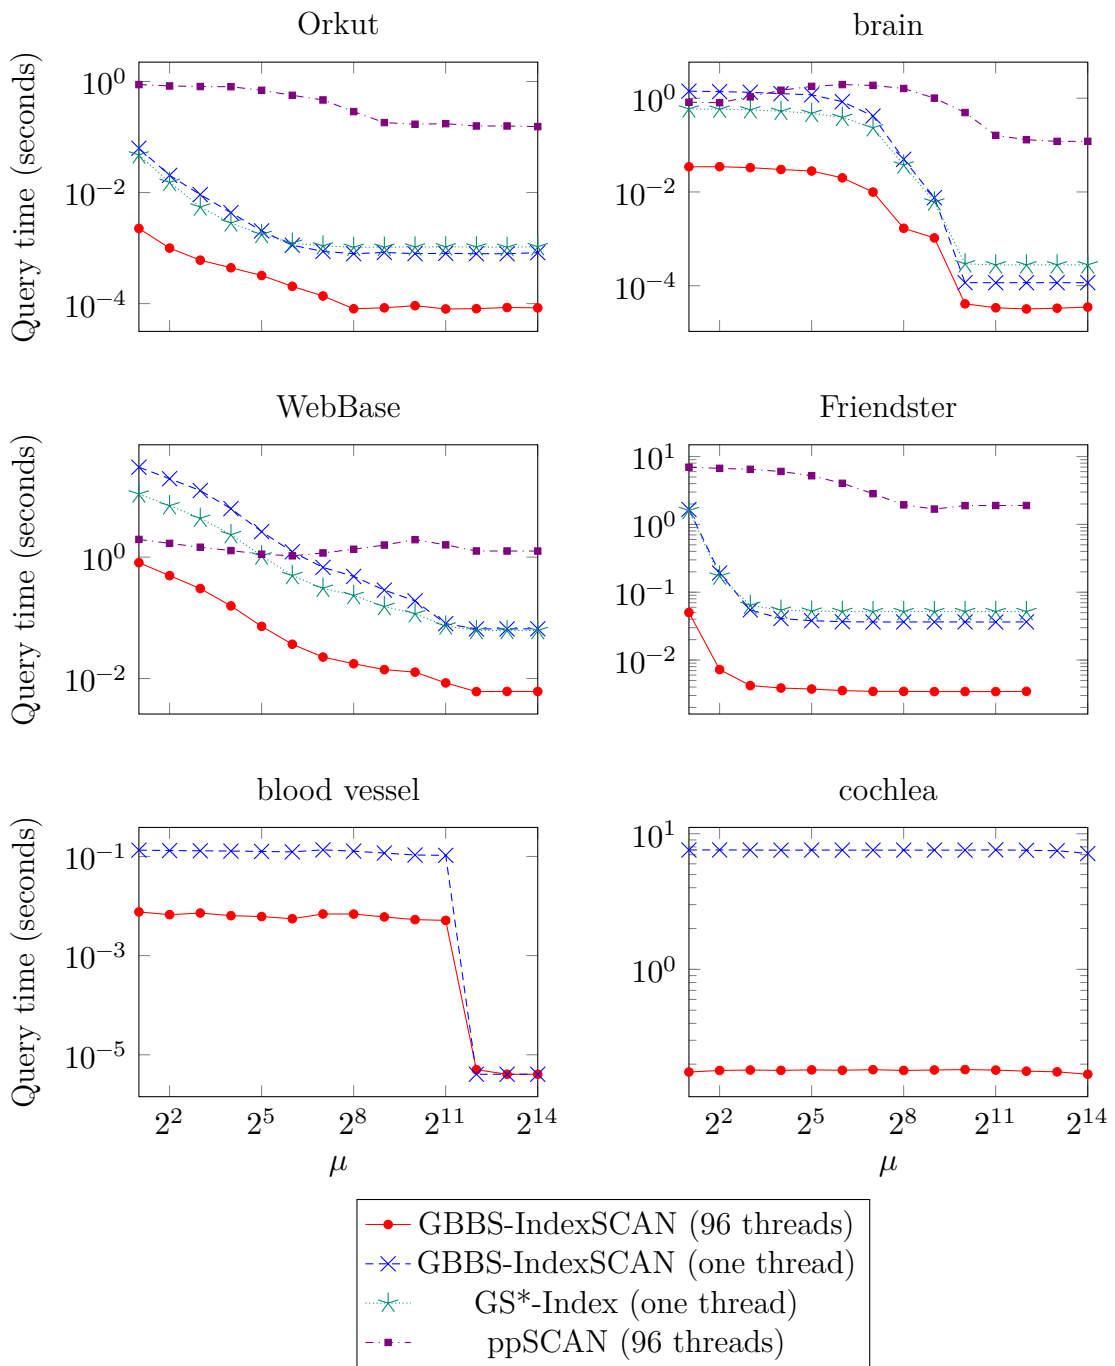 Orkut
brain
Query time (seconds)
10^0
10^−2
10^−4
10^0
10^−2
10^−4
WebBase
Friendster
Query time (seconds)
10^0
10^−2
10^1
10^0
10^−1
10^−2
blood vessel
cochlea
Query time (seconds)
10^−1
10^−3
10^−5
10^1
10^0
2^2 2^5 2^8 2^11 2^14
2^2 2^5 2^8 2^11 2^14
μ
μ
GBBS-IndexSCAN (96 threads)
GBBS-IndexSCAN (one thread)
GS*-Index (one thread)
ppSCAN (96 threads)